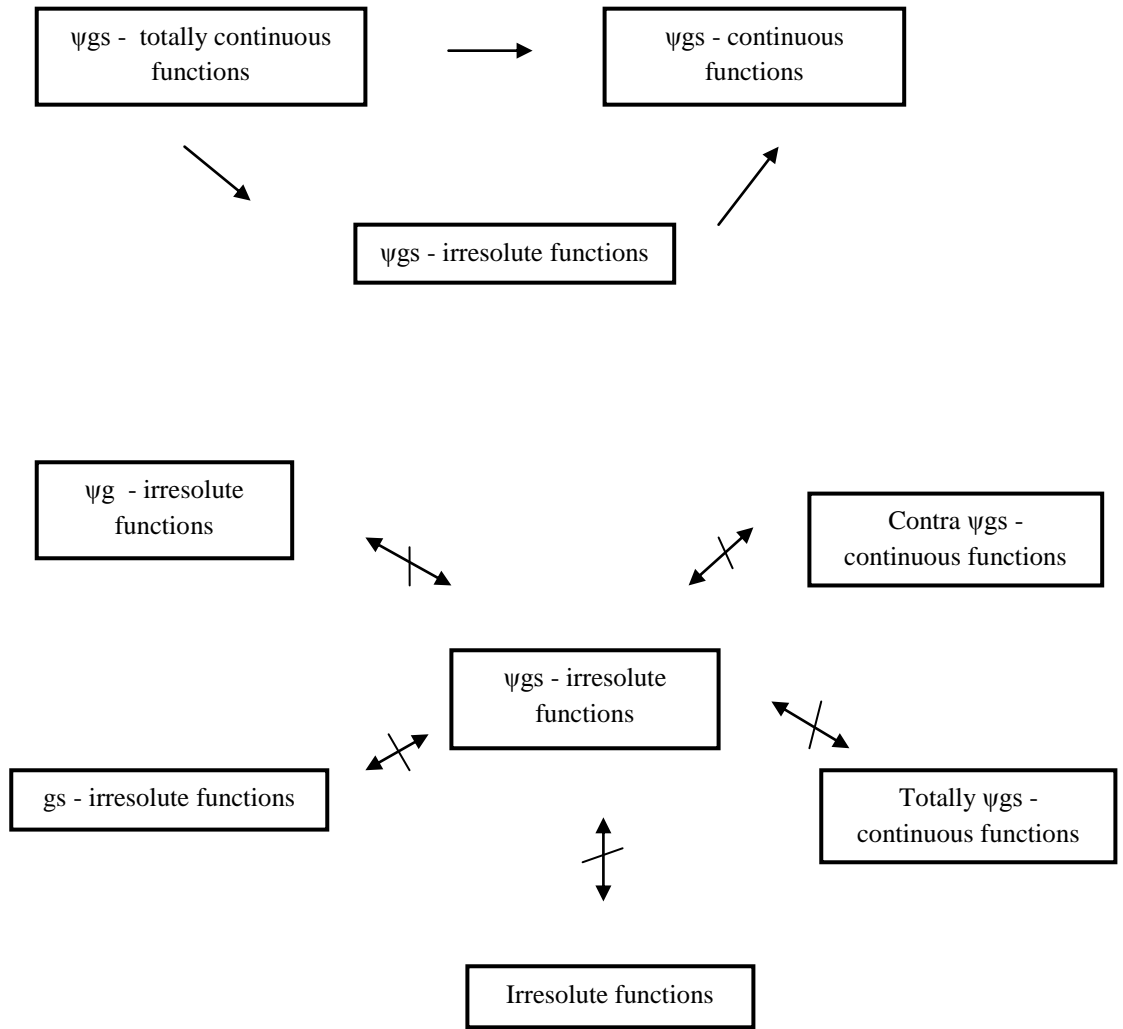 ψgs - totally continuous
functions
ψgs - continuous
functions
ψgs - irresolute functions
ψg - irresolute
functions
Contra ψgs -
continuous functions
ψgs - irresolute
functions
gs - irresolute functions
Totally ψgs -
continuous functions
Irresolute functions